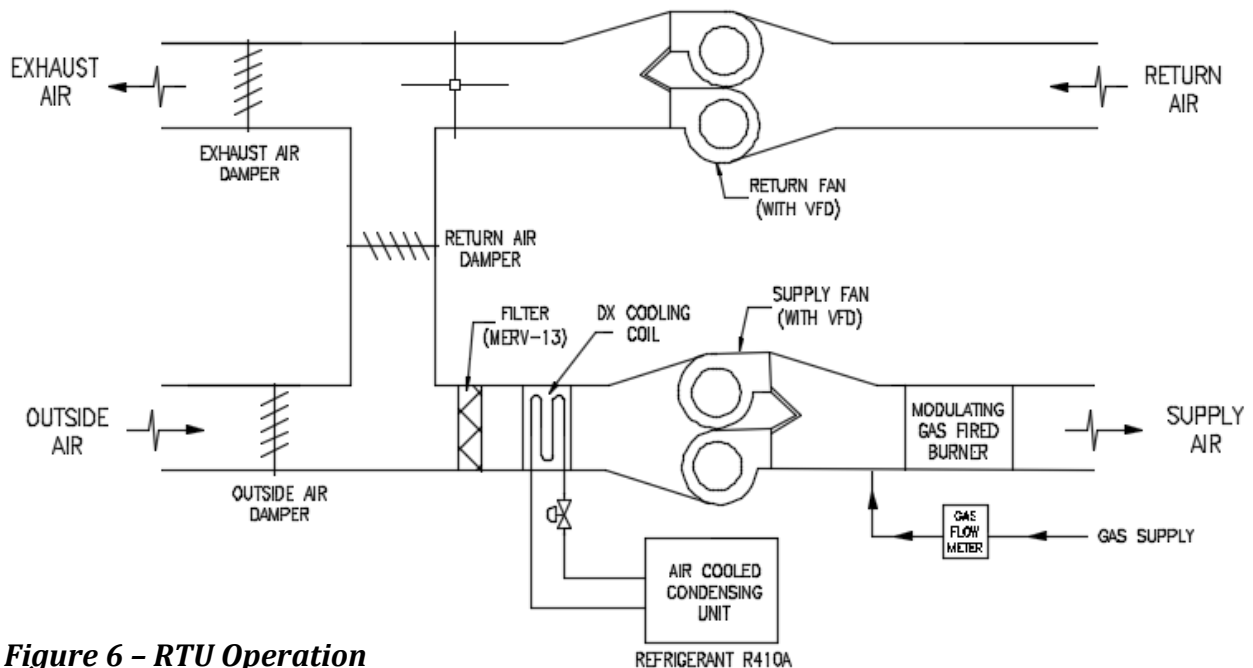 EXHAUST
AIR
RETURN
AIR
EXHAUST AIR
DAMPER
RETURN FAN
(WITH VFD)
RETURN AIR
DAMPER
SUPPLY FAN
(WITH VFD)
FILTER
(MERV-13)
DX COOLING
COIL
OUTSIDE
AIR
MODULATING
GAS FIRED
BURNER
SUPPLY
AIR
OUTSIDE AIR
DAMPER
GAS
FLOW
METER
GAS SUPPLY
AIR COOLED
CONDENSING
UNIT
REFRIGERANT R410A
Figure 6 – RTU Operation